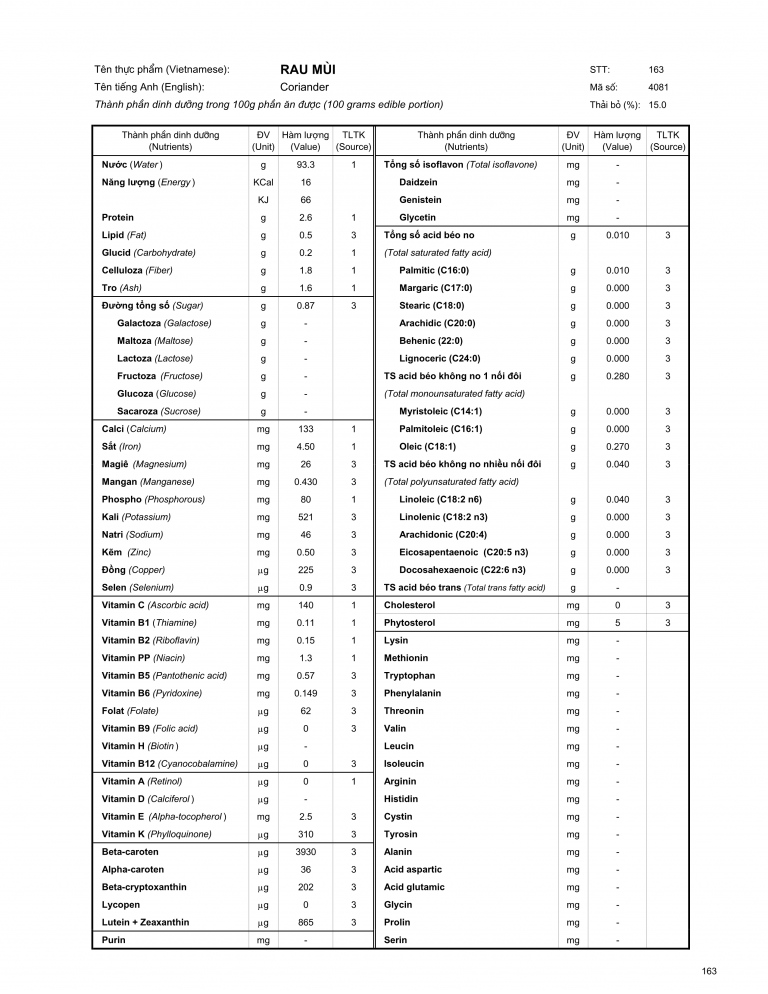 Tên thực phẩm (Vietnamese): RAU MÙI STT: 163
Tên tiếng Anh (English): Coriander Mã số: 4081
Thành phần dinh dưỡng trong 100g phần ăn được (100 grams edible portion) Thải bỏ (%): 15.0
Thành phần dinh dưỡng (Nutrients) ĐV (Unit) Hàm lượng (Value) TLTK (Source)
Nước (Water) g 93.3 1
Năng lượng (Energy) KCal 16
KJ 66
Protein g 2.6 1
Lipid (Fat) g 0.5 3
Glucid (Carbohydrate) g 0.2 1
Celluloza (Fiber) g 1.8 1
Tro (Ash) g 1.6 1
Đường tổng số (Sugar) g 0.87 3
Galactoza (Galactose) g -
Maltoza (Maltose) g -
Lactoza (Lactose) g -
Fructoza (Fructose) g -
Glucoza (Glucose) g -
Sacaroza (Sucrose) g -
Calci (Calcium) mg 133 1
Sắt (Iron) mg 4.50 1
Magiê (Magnesium) mg 26 3
Mangan (Manganese) mg 0.430 3
Phospho (Phosphorous) mg 80 1
Kali (Potassium) mg 521 3
Natri (Sodium) mg 46 3
Kẽm (Zinc) mg 0.50 3
Đồng (Copper) μg 225 3
Selen (Selenium) μg 0.9 3
Vitamin C (Ascorbic acid) mg 140 1
Vitamin B1 (Thiamine) mg 0.11 1
Vitamin B2 (Riboflavin) mg 0.15 1
Vitamin PP (Niacin) mg 1.3 1
Vitamin B5 (Pantothenic acid) mg 0.57 3
Vitamin B6 (Pyridoxine) mg 0.149 3
Folat (Folate) μg 62 3
Vitamin B9 (Folic acid) μg 0 3
Vitamin H (Biotin) μg -
Vitamin B12 (Cyanocobalamine) μg 0 3
Vitamin A (Retinol) μg 0 1
Vitamin D (Calciferol) μg -
Vitamin E (Alpha-tocopherol) mg 2.5 3
Vitamin K (Phylloquinone) μg 310 3
Beta-caroten μg 3930 3
Alpha-caroten μg 36 3
Beta-cryptoxanthin μg 202 3
Lycopen μg 0 3
Lutein + Zeaxanthin μg 865 3
Purin mg -
Thành phần dinh dưỡng (Nutrients) ĐV (Unit) Hàm lượng (Value) TLTK (Source)
Tổng số isoflavon (Total isoflavone) mg -
Daidzein mg -
Genistein mg -
Glycetin mg -
Tổng số acid béo no g 0.010 3
(Total saturated fatty acid)
Palmitic (C16:0) g 0.010 3
Margaric (C17:0) g 0.000 3
Stearic (C18:0) g 0.000 3
Arachidic (C20:0) g 0.000 3
Behenic (22:0) g 0.000 3
Lignoceric (C24:0) g 0.000 3
TS acid béo không no 1 nối đôi g 0.280 3
(Total monounsaturated fatty acid)
Myristoleic (C14:1) g 0.000 3
Palmitoleic (C16:1) g 0.000 3
Oleic (C18:1) g 0.270 3
TS acid béo không no nhiều nối đôi g 0.040 3
(Total polyunsaturated fatty acid)
Linoleic (C18:2 n6) g 0.040 3
Linolenic (C18:2 n3) g 0.000 3
Arachidonic (C20:4) g 0.000 3
Eicosapentaenoic (C20:5 n3) g 0.000 3
Docosahexaenoic (C22:6 n3) g 0.000 3
TS acid béo trans (Total trans fatty acid) g -
Cholesterol mg 0 3
Phytosterol mg 5 3
Lysin mg -
Methionin mg -
Tryptophan mg -
Phenylalanin mg -
Threonin mg -
Valin mg -
Leucin mg -
Isoleucin mg -
Arginin mg -
Histidin mg -
Cystin mg -
Tyrosin mg -
Alanin mg -
Acid aspartic mg -
Acid glutamic mg -
Glycin mg -
Prolin mg -
Serin mg -
163